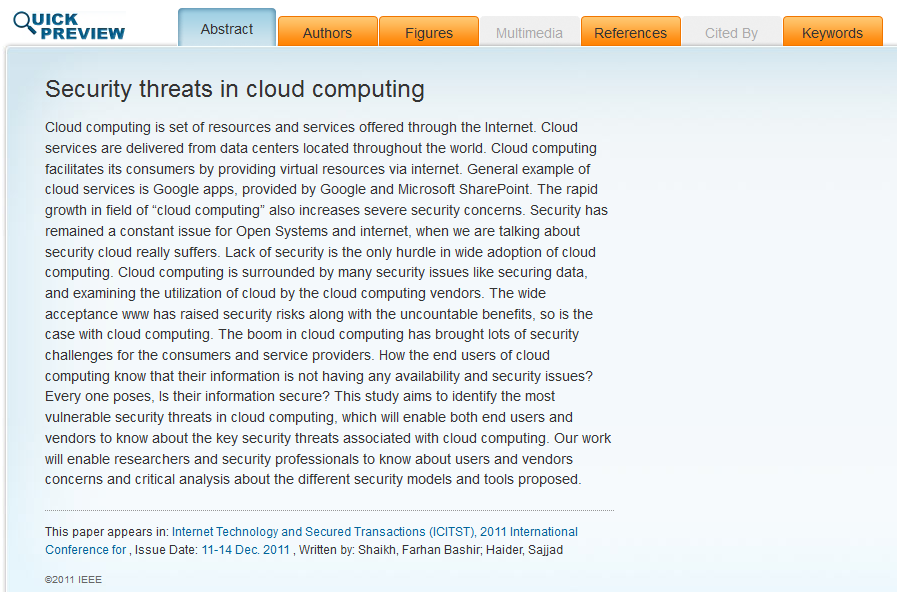 QUICK
PREVIEW
Abstract
Authors
Figures
Multimedia
References
Cited By
Keywords
Security threats in cloud computing
Cloud computing is set of resources and services offered through the Internet. Cloud
services are delivered from data centers located throughout the world. Cloud computing
facilitates its consumers by providing virtual resources via internet. General example of
cloud services is Google apps, provided by Google and Microsoft SharePoint. The rapid
growth in field of “cloud computing” also increases severe security concerns. Security has
remained a constant issue for Open Systems and internet, when we are talking about
security cloud really suffers. Lack of security is the only hurdle in wide adoption of cloud
computing. Cloud computing is surrounded by many security issues like securing data,
and examining the utilization of cloud by the cloud computing vendors. The wide
acceptance www has raised security risks along with the uncountable benefits, so is the
case with cloud computing. The boom in cloud computing has brought lots of security
challenges for the consumers and service providers. How the end users of cloud
computing know that their information is not having any availability and security issues?
Every one poses, Is their information secure? This study aims to identify the most
vulnerable security threats in cloud computing, which will enable both end users and
vendors to know about the key security threats associated with cloud computing. Our work
will enable researchers and security professionals to know about users and vendors
concerns and critical analysis about the different security models and tools proposed.
This paper appears in: Internet Technology and Secured Transactions (ICITST), 2011 International
Conference for , Issue Date: 11-14 Dec. 2011 , Written by: Shaikh, Farhan Bashir; Haider, Sajjad
©2011 IEEE